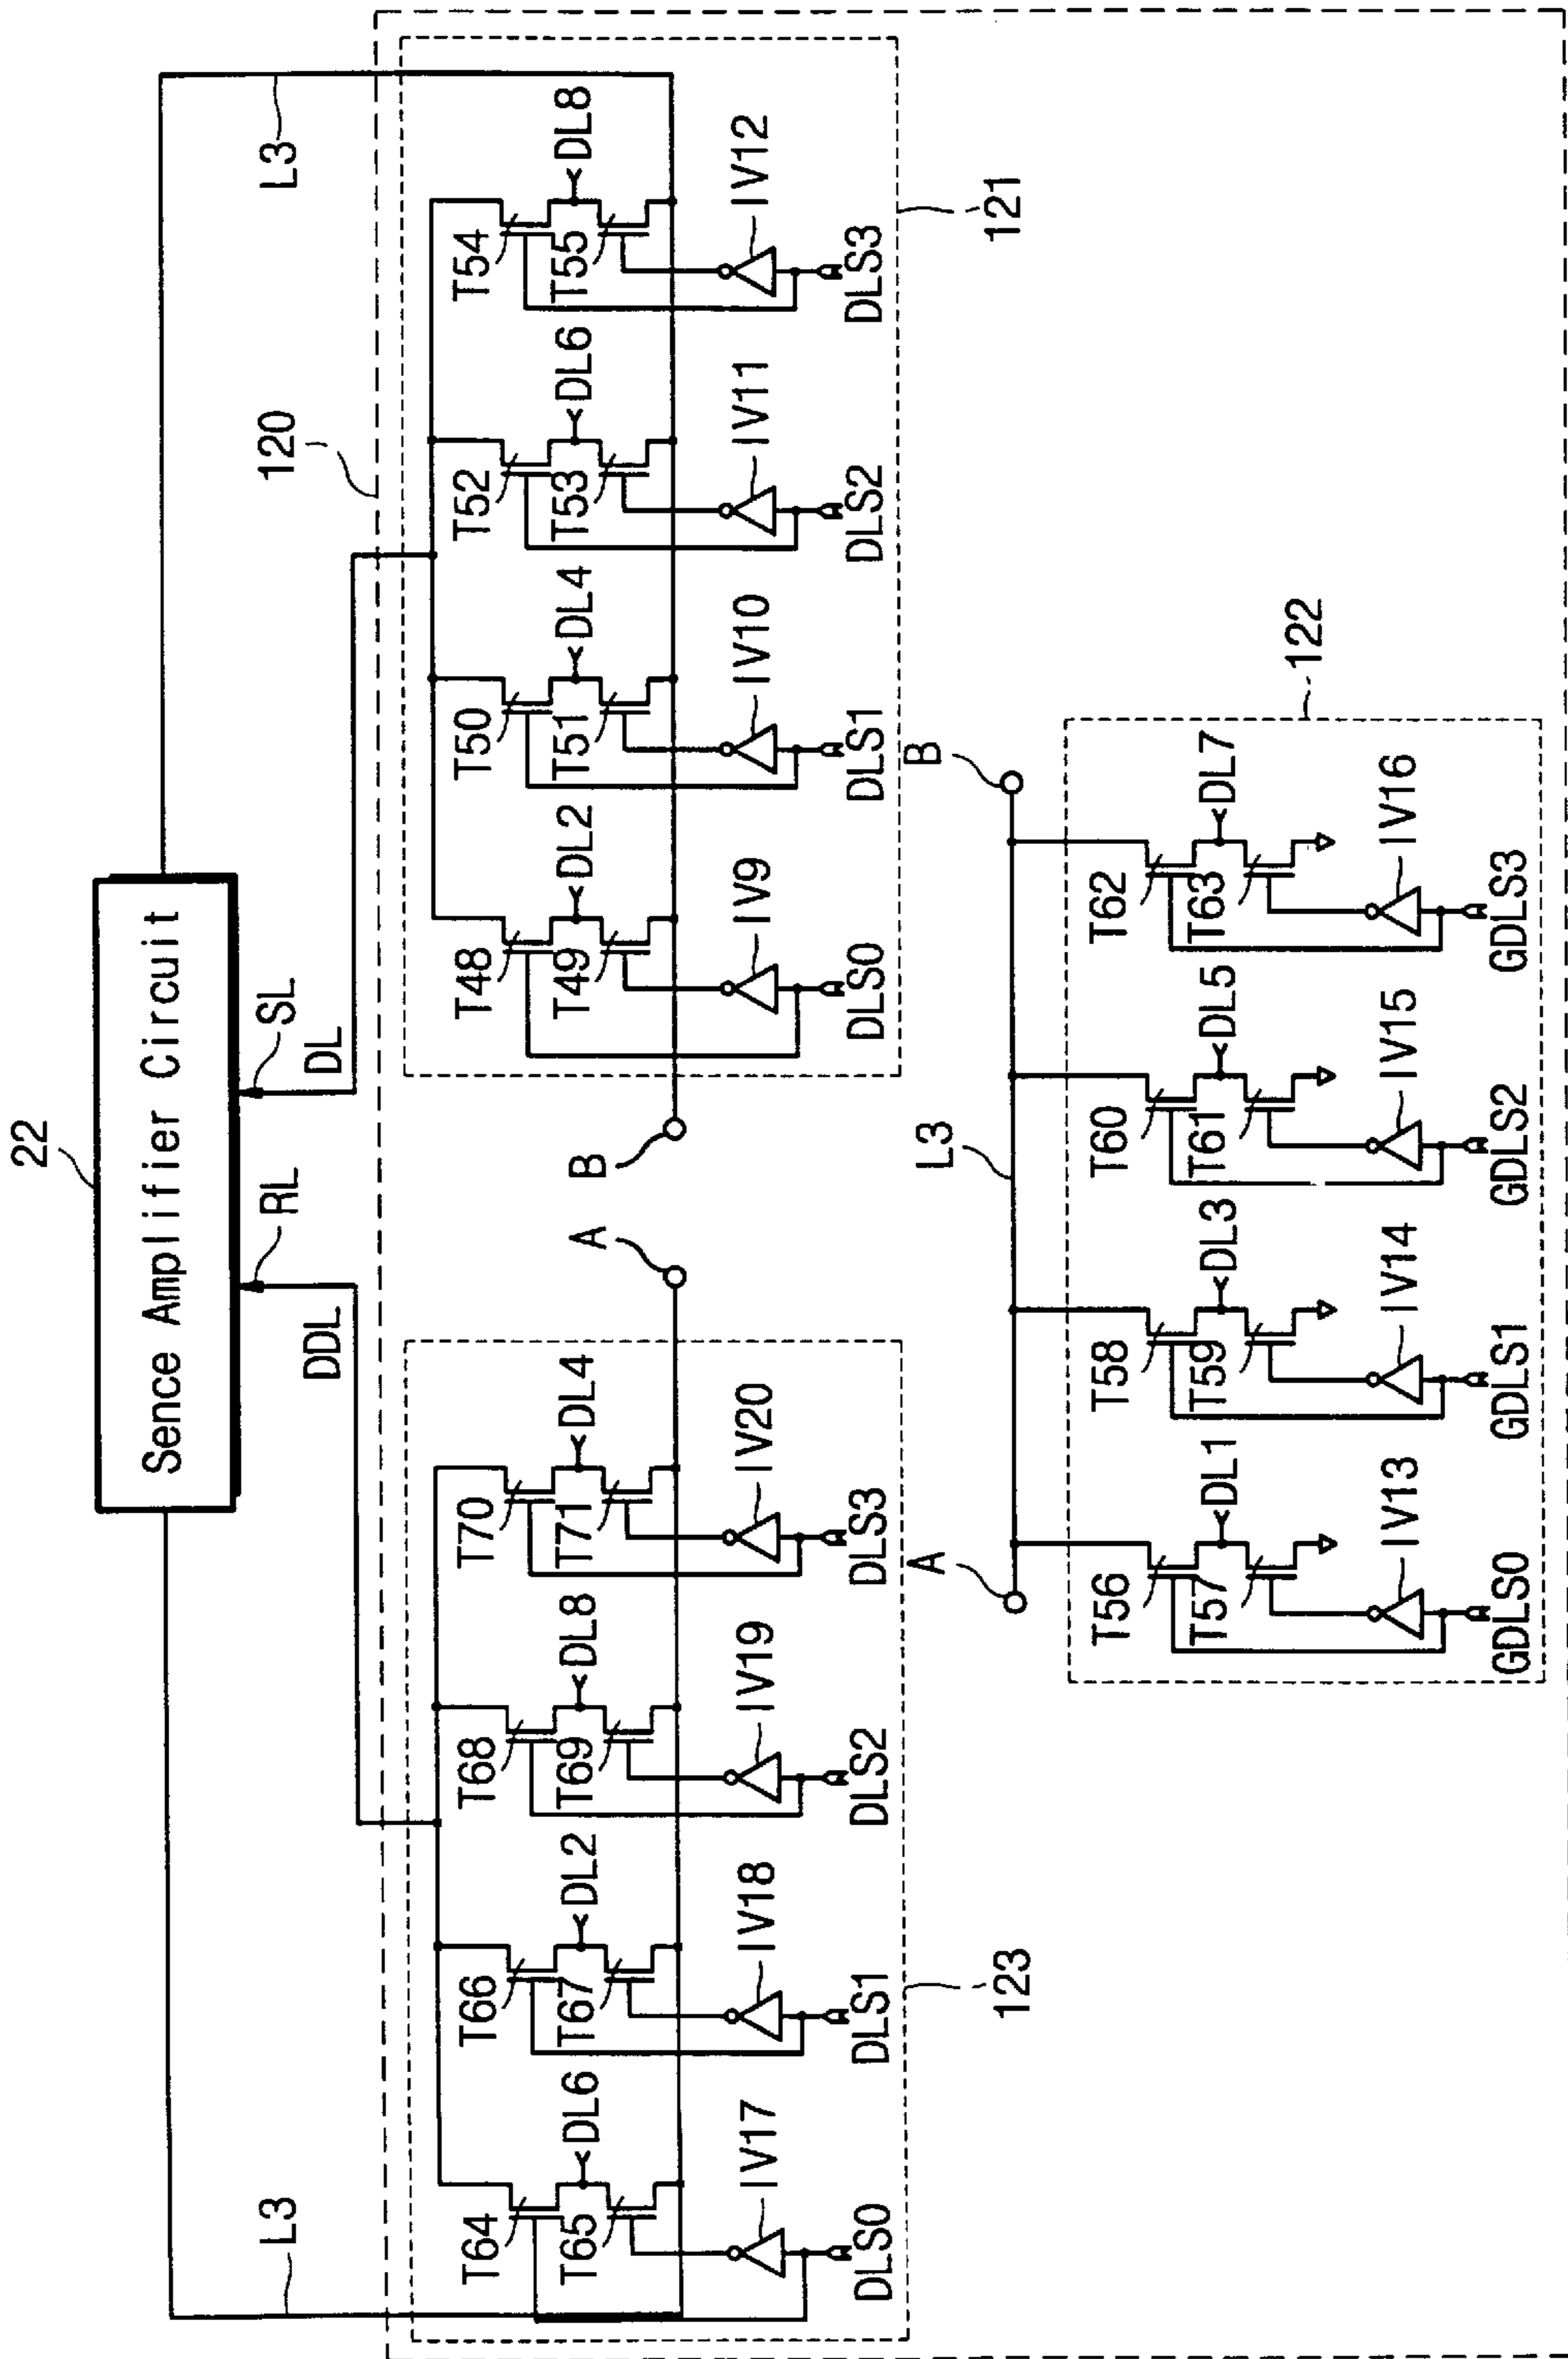 22
Sence Amplifier Circuit
L3
L3
RL
SL
DDL
DL
120
T64
T65
DL6
IV17
DLS0
T66
T67
DL2
IV18
DLS1
T68
T69
DL8
IV19
DLS2
T70
T71
DL4
IV20
DLS3
123
A
B
T48
T49
DL2
IV9
DLS0
T50
T51
DL4
IV10
DLS1
T52
T53
DL6
IV11
DLS2
T54
T55
DL8
IV12
DLS3
121
A
L3
B
T56
T57
DL1
IV13
GDLS0
T58
T59
DL3
IV14
GDLS1
T60
T61
DL5
IV15
GDLS2
T62
T63
DL7
IV16
GDLS3
122